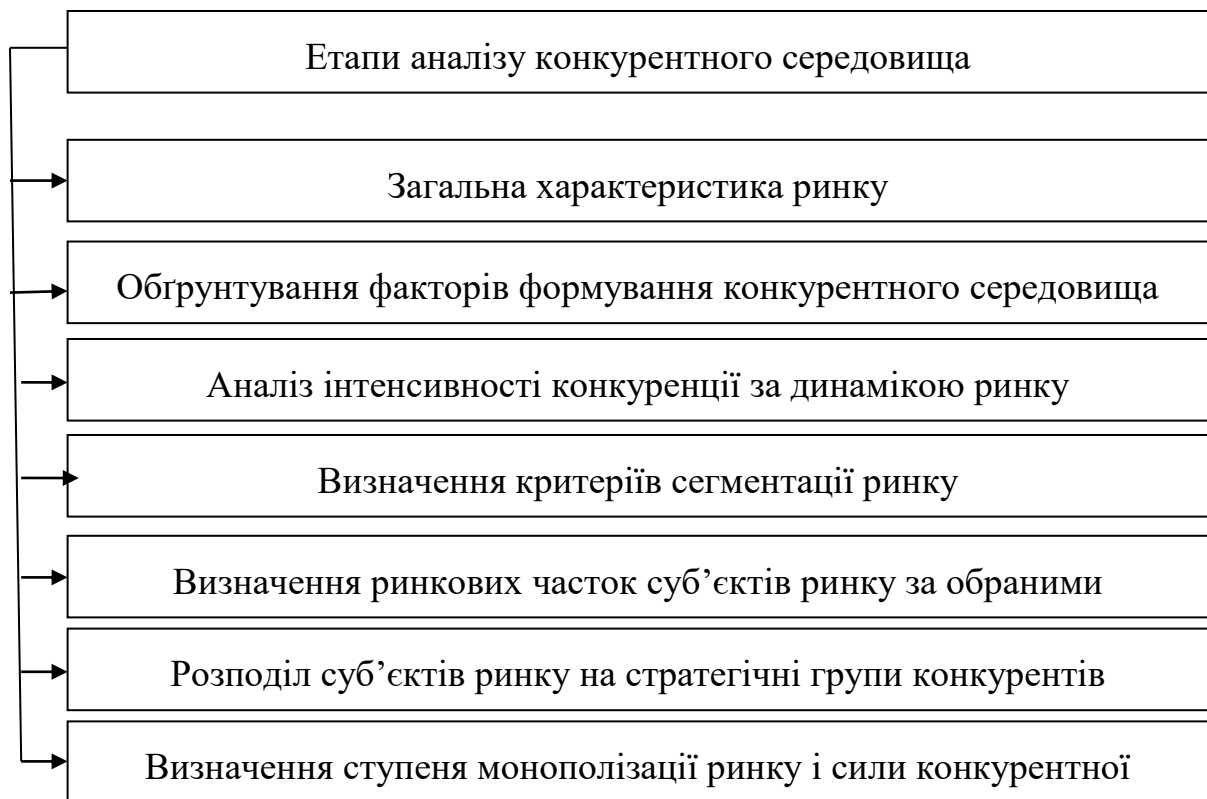 Етапи аналізу конкурентного середовища
Загальна характеристика ринку
Обґрунтування факторів формування конкурентного середовища
Аналіз інтенсивності конкуренції за динамікою ринку
Визначення критеріїв сегментації ринку
Визначення ринкових часток суб’єктів ринку за обраними
Розподіл суб’єктів ринку на стратегічні групи конкурентів
Визначення ступеня монополізації ринку і сили конкурентної